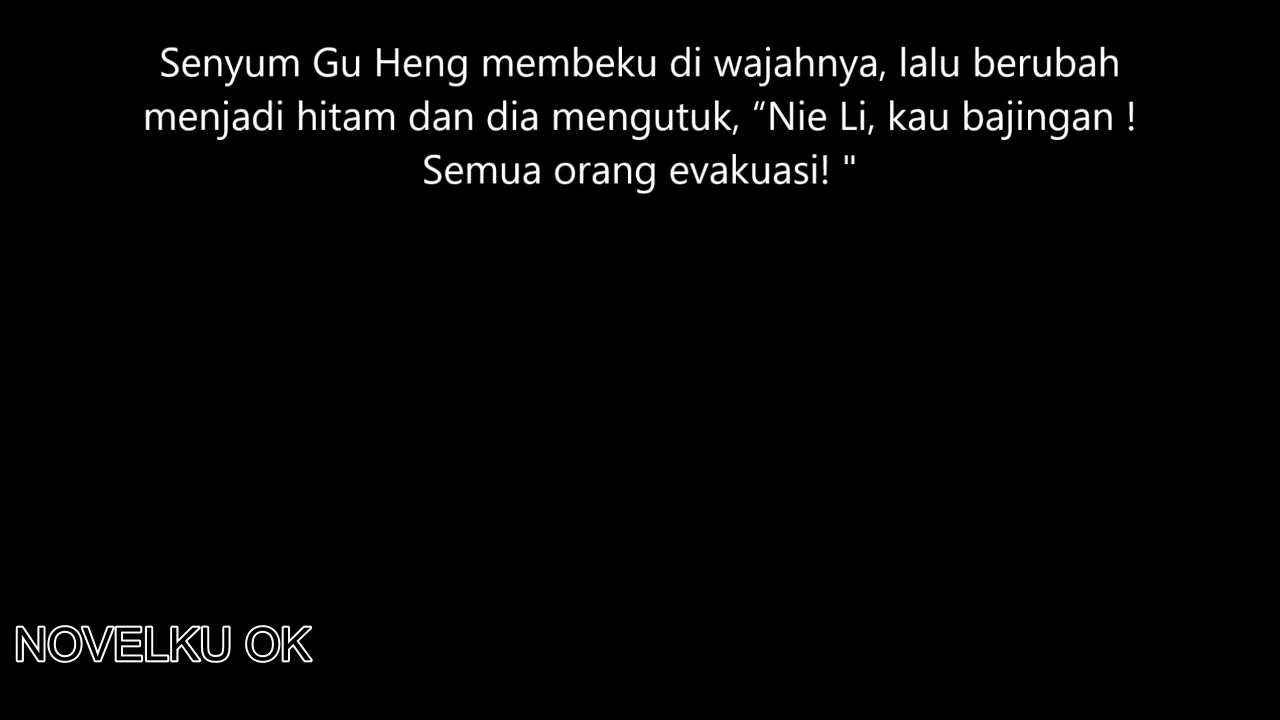 Senyum Gu Heng membeku di wajahnya, lalu berubah
menjadi hitam dan dia mengutuk, “Nie Li, kau bajingan !
Semua orang evakuasi! "
NOVELKU OK